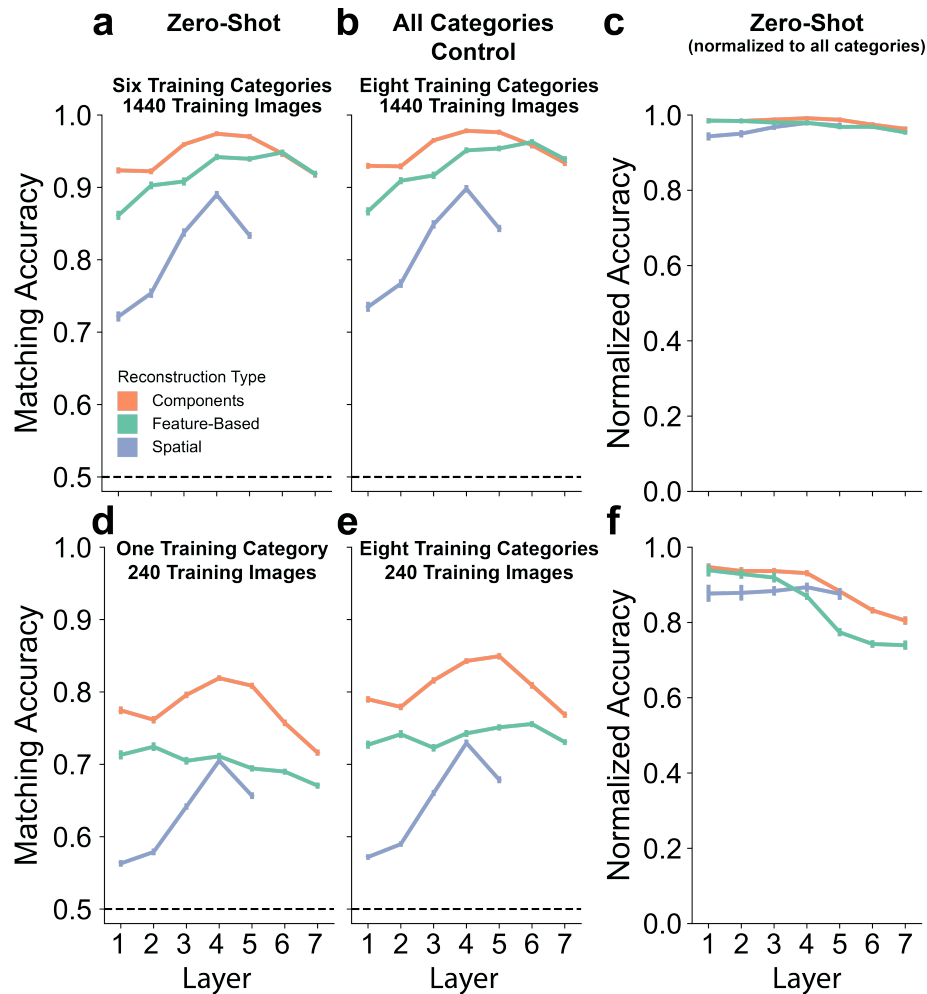 a Zero-Shot
b All Categories
Control
c Zero-Shot
(normalized to all categories)
Six Training Categories
1440 Training Images
Eight Training Categories
1440 Training Images
Matching Accuracy
1.0
0.9
0.8
0.7
0.6
0.5
Reconstruction Type
Components
Feature-Based
Spatial
Normalized Accuracy
1.0
0.8
0.6
0.4
0.2
0.0
d One Training Category
240 Training Images
e Eight Training Categories
240 Training Images
f
Matching Accuracy
1.0
0.9
0.8
0.7
0.6
0.5
1 2 3 4 5 6 7
Layer
1 2 3 4 5 6 7
Layer
Normalized Accuracy
1.0
0.8
0.6
0.4
0.2
0.0
1 2 3 4 5 6 7
Layer